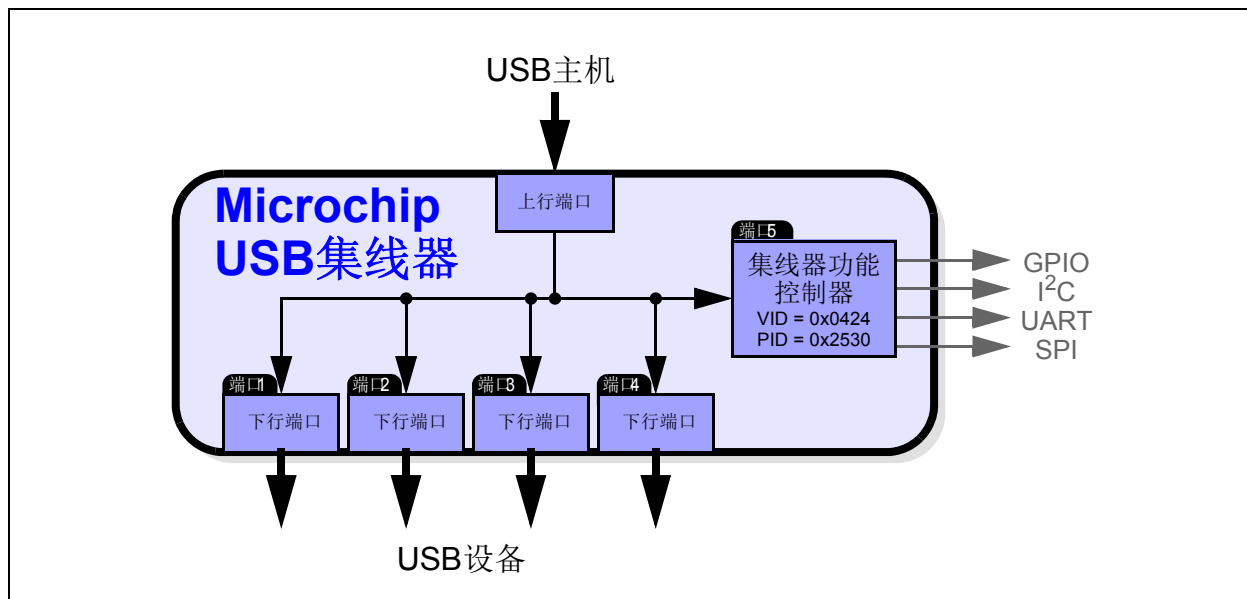 USB主机
上行端口
Microchip
USB集线器
端口5
集线器功能
控制器
VID = 0x0424
PID = 0x2530
GPIO
I²C
UART
SPI
端口1
端口2
端口3
端口4
下行端口
下行端口
下行端口
下行端口
USB设备